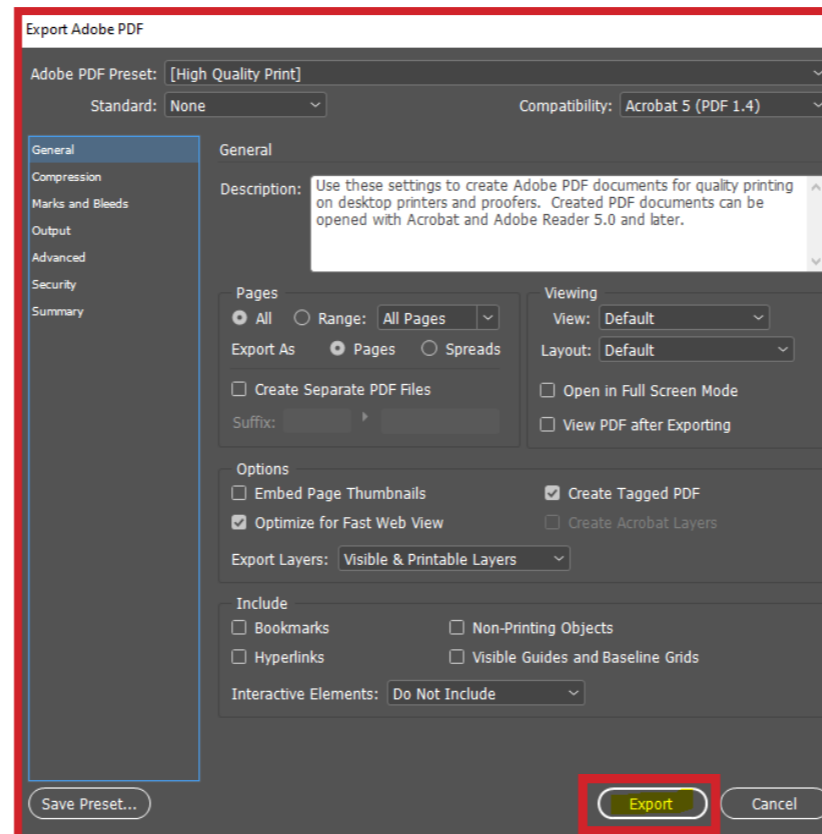 Export Adobe PDF
Adobe PDF Preset: [High Quality Print]
Standard: None Compatibility: Acrobat 5 (PDF 1.4)
General
Compression
Marks and Bleeds
Output
Advanced
Security
Summary
General
Description: Use these settings to create Adobe PDF documents for quality printing
on desktop printers and proofers. Created PDF documents can be
opened with Acrobat and Adobe Reader 5.0 and later.
Pages
All Range: All Pages
Export As Pages Spreads
Create Separate PDF Files
Suffix:
Viewing
View: Default
Layout: Default
Open in Full Screen Mode
View PDF after Exporting
Options
Embed Page Thumbnails Create Tagged PDF
Optimize for Fast Web View Create Acrobat Layers
Export Layers: Visible & Printable Layers
Include
Bookmarks Non-Printing Objects
Hyperlinks Visible Guides and Baseline Grids
Interactive Elements: Do Not Include
Save Preset... Export Cancel